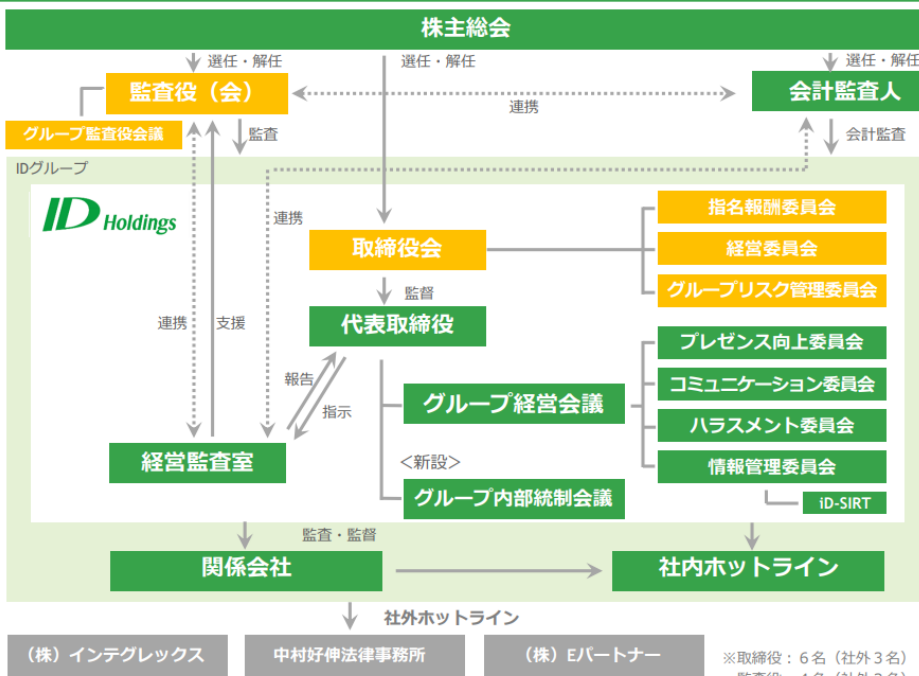 株主総会
選任・解任
選任・解任
選任・解任
監査役（会）
会計監査人
連携
グループ監査役会議
監査
会計監査
IDグループ
ID Holdings
連携
指名報酬委員会
取締役会
経営委員会
グループリスク管理委員会
監督
代表取締役
連携
支援
プレゼンス向上委員会
コミュニケーション委員会
報告
指示
グループ経営会議
ハラスメント委員会
経営監査室
＜新設＞
情報管理委員会
グループ内部統制会議
iD-SIRT
監査・監督
関係会社
社内ホットライン
社外ホットライン
（株）インテグレックス
中村好伸法律事務所
（株）Eパートナー
※取締役：６名（社外３名）
監査役：４名（社外３名）